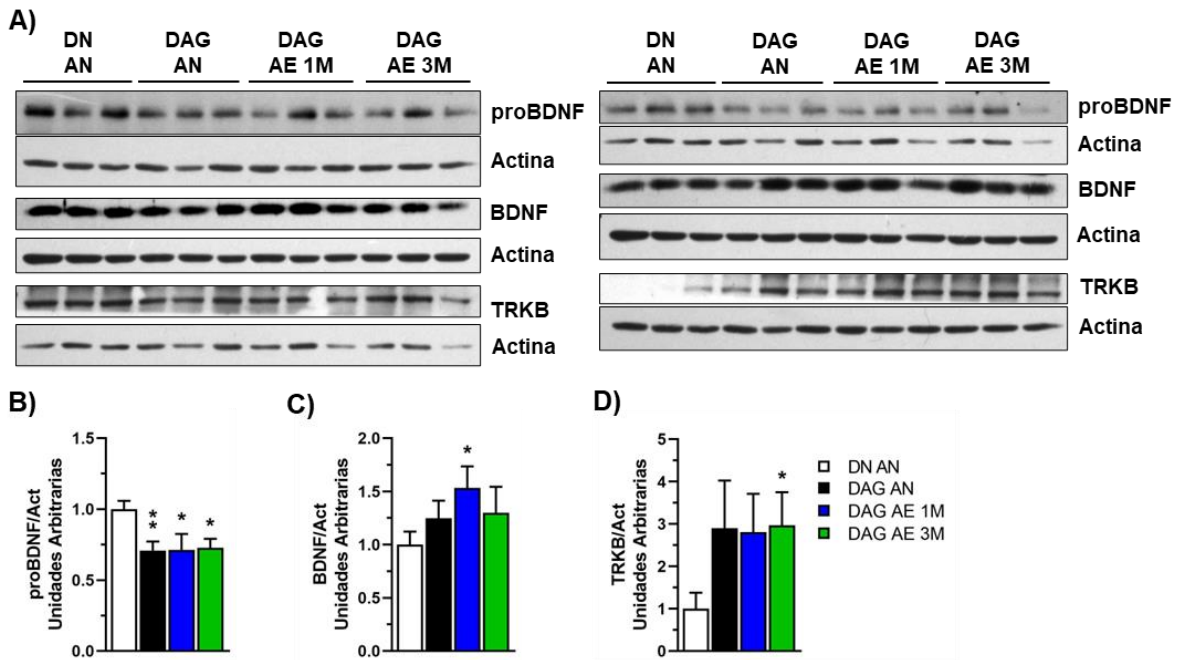 A)
DN AN
DAG AN
DAG AE 1M
DAG AE 3M
proBDNF
Actina
BDNF
Actina
TRKB
Actina
DN AN
DAG AN
DAG AE 1M
DAG AE 3M
proBDNF
Actina
BDNF
Actina
TRKB
Actina
B)
proBDNF/Act
Unidades Arbitrarias
1.5
1.0
0.5
0.0
**
*
*
C)
BDNF/Act
Unidades Arbitrarias
2.0
1.5
1.0
0.5
0.0
*
D)
TRKB/Act
Unidades Arbitrarias
5
4
3
2
1
0
*
DN AN
DAG AN
DAG AE 1M
DAG AE 3M